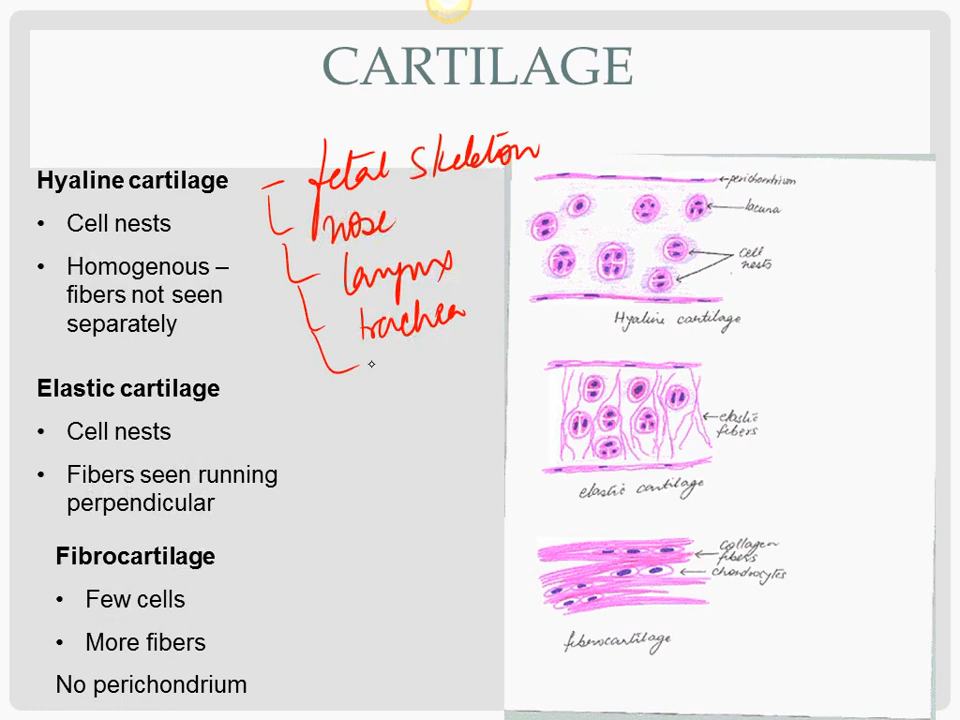 CARTILAGE
Hyaline cartilage
• Cell nests
• Homogenous –
fibers not seen
separately
Elastic cartilage
• Cell nests
• Fibers seen running
perpendicular
Fibrocartilage
• Few cells
• More fibers
No perichondrium
- fetal skeleton
nose
larynx
trachea
perichondrium
lacuna
cell
nests
Hyaline cartilage
elastic
fibers
elastic cartilage
collagen
fibers
chondrocytes
fibrocartilage